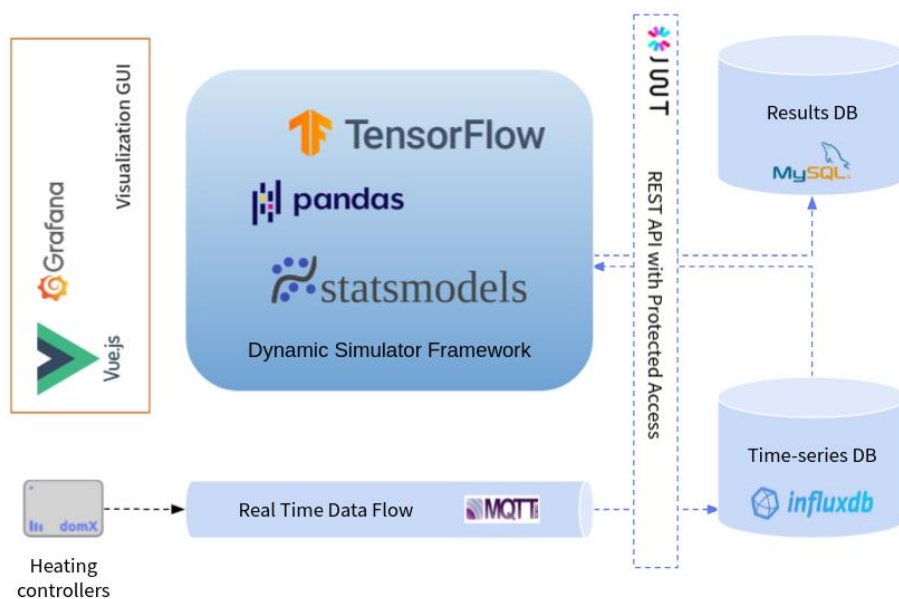 Visualization GUI
Grafana
Vue.js
TensorFlow
pandas
statsmodels
Dynamic Simulator Framework
JWT
REST API with Protected Access
Results DB
MySQL
Time-series DB
influxdb
domX
Heating
controllers
Real Time Data Flow
MQTT